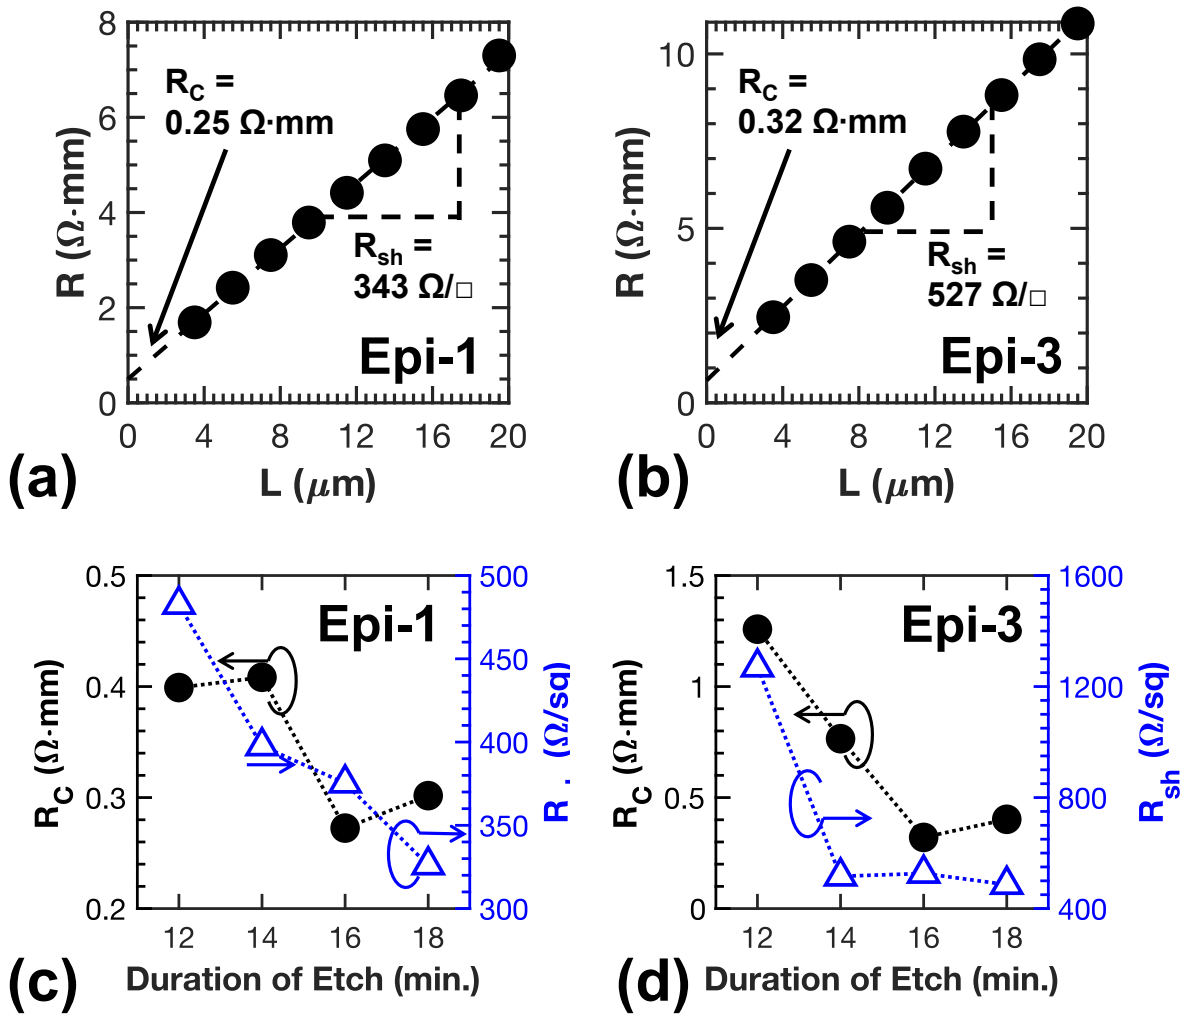 8
6
4
2
0
R (Ω·mm)
R_C =
0.25 Ω·mm
R_sh =
343 Ω/□
Epi-1
0 4 8 12 16 20
L (μm)
(a)
10
5
0
R (Ω·mm)
R_C =
0.32 Ω·mm
R_sh =
527 Ω/□
Epi-3
0 4 8 12 16 20
L (μm)
(b)
0.5
0.4
0.3
0.2
R_C (Ω·mm)
Epi-1
500
450
400
350
300
R . (Ω/sq)
12 14 16 18
Duration of Etch (min.)
(c)
1.5
1
0.5
0
R_C (Ω·mm)
Epi-3
1600
1200
800
400
R_sh (Ω/sq)
12 14 16 18
Duration of Etch (min.)
(d)